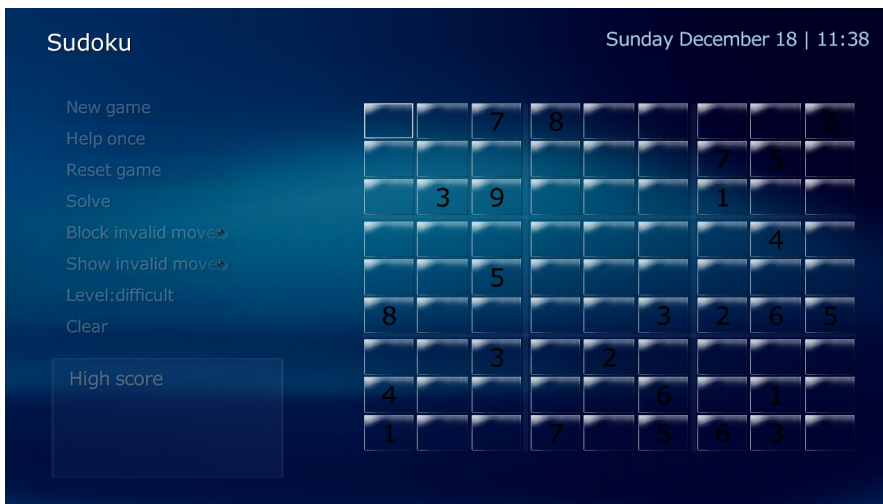 Sudoku
Sunday December 18 | 11:38
New game
Help once
Reset game
Solve
Block invalid moves
Show invalid moves
Level:difficult
Clear
High score
7 8 6
7 5
3 9 1
4
5
8 3 2 6 5
3 2
4 6 1
1 7 5 6 3